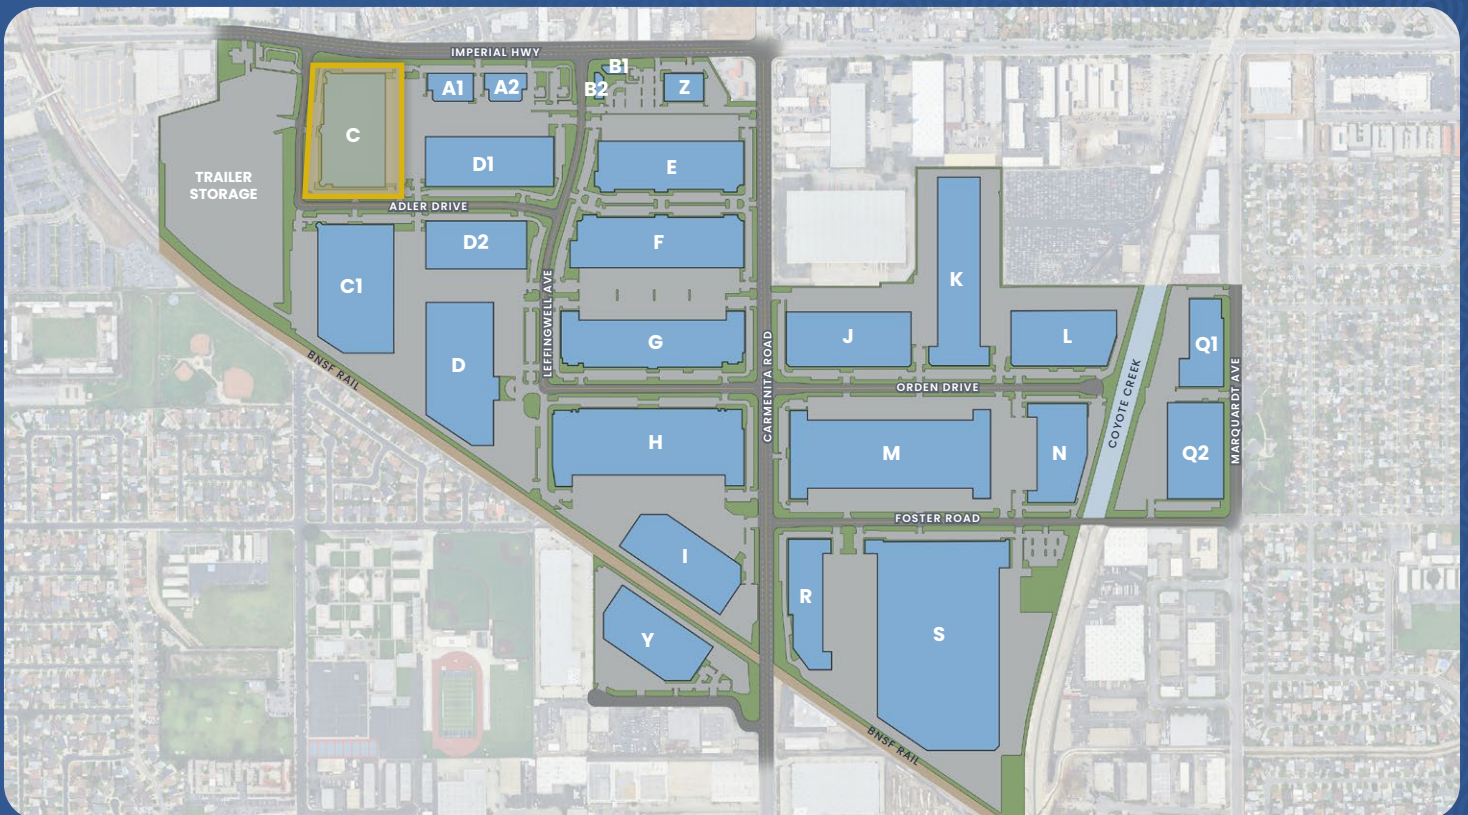 IMPERIAL HWY
B1
A1
A2
B2
Z
C
D1
E
TRAILER
STORAGE
ADLER DRIVE
D2
F
C1
K
LEFFINGWELL AVE
G
J
L
Q1
D
BNSF RAIL
CARMENITA ROAD
ORDEN DRIVE
COYOTE CREEK
MARQUARDT AVE
H
M
N
Q2
FOSTER ROAD
I
R
Y
S
BNSF RAIL